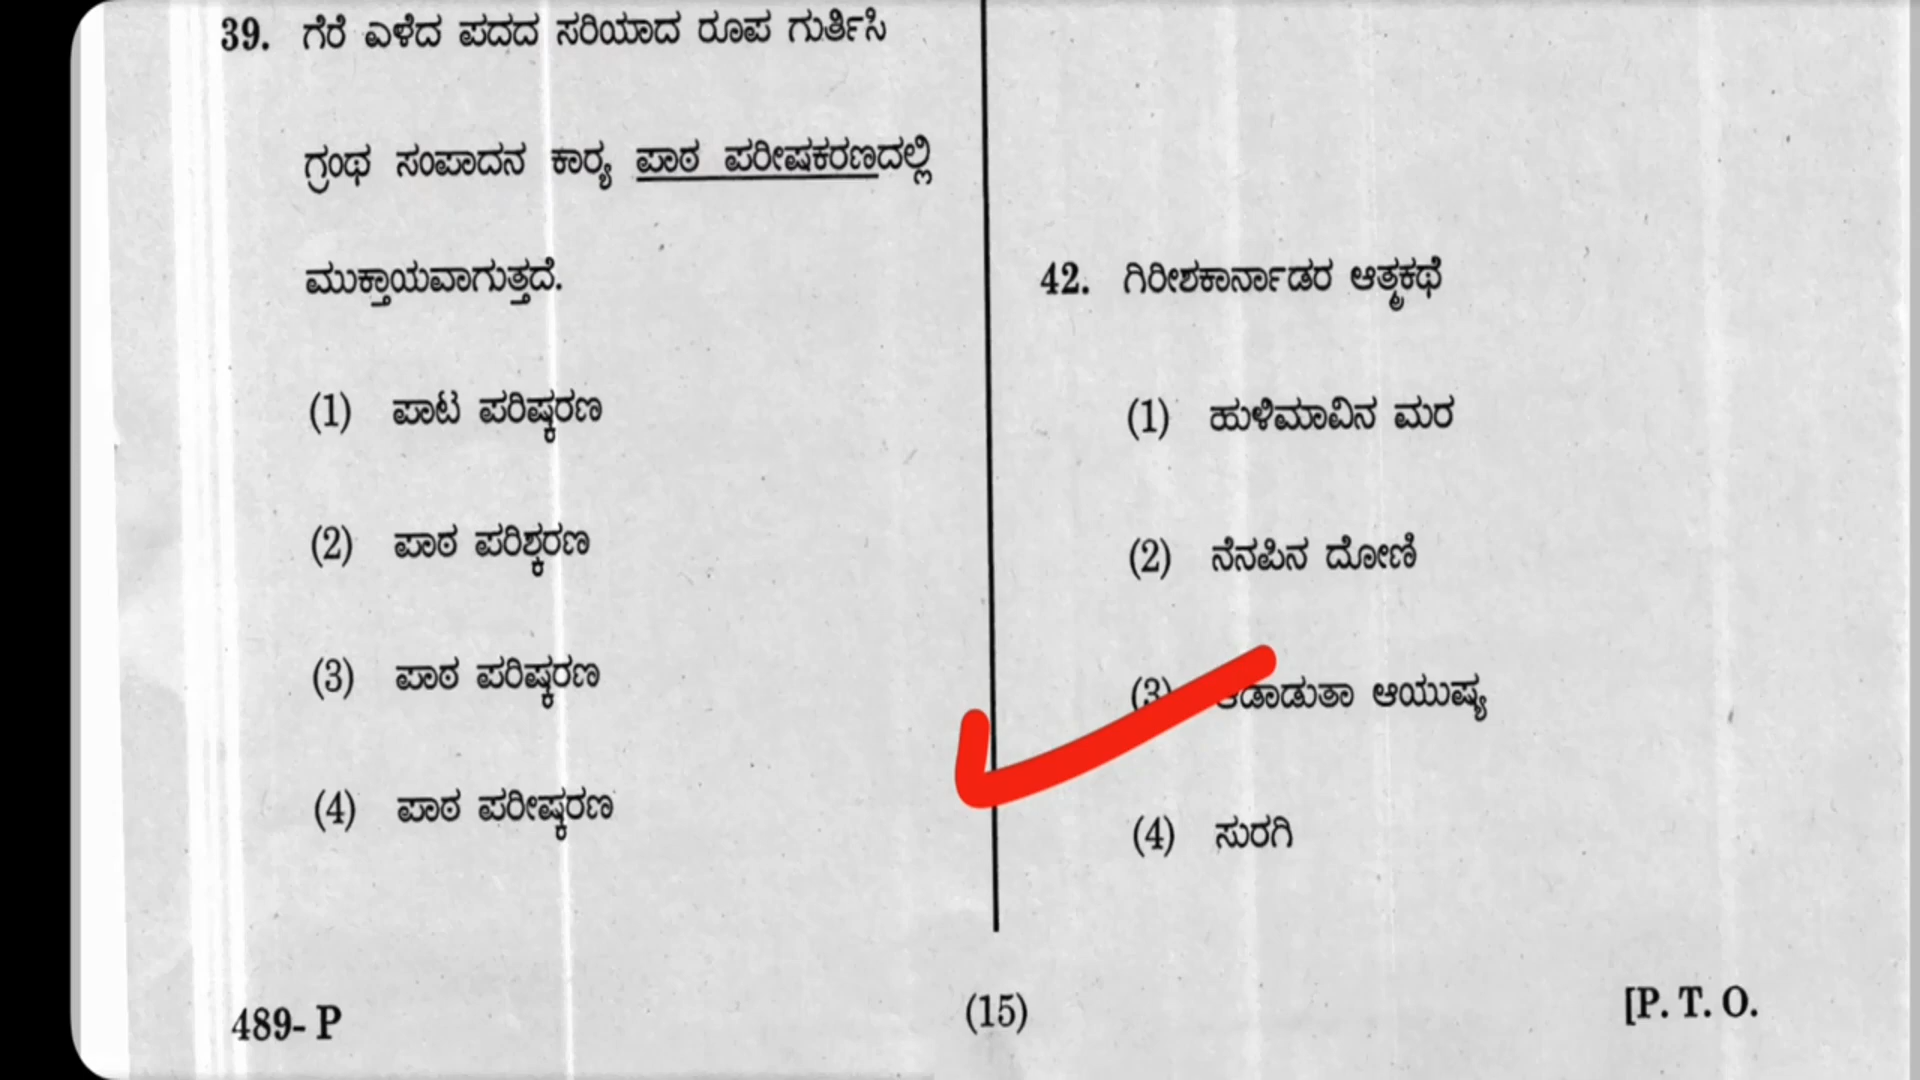 39. ಗೆರೆ ಎಳೆದ ಪದದ ಸರಿಯಾದ ರೂಪ ಗುರ್ತಿಸಿ
ಗ್ರಂಥ ಸಂಪಾದನ ಕಾರ‍್ಯ ಪಾಠ ಪರೀಷಕರಣದಲ್ಲಿ
ಮುಕ್ತಾಯವಾಗುತ್ತದೆ.
(1) ಪಾಟ ಪರಿಷ್ಕರಣ
(2) ಪಾಠ ಪರಿಶ್ಕರಣ
(3) ಪಾಠ ಪರಿಷ್ಕರಣ
(4) ಪಾಠ ಪರೀಷ್ಕರಣ
42. ಗಿರೀಶಕಾರ್ನಾಡರ ಆತ್ಮಕಥೆ
(1) ಹುಳಿಮಾವಿನ ಮರ
(2) ನೆನಪಿನ ದೋಣಿ
(3) ಆಡಾಡುತಾ ಆಯುಷ್ಯ
(4) ಸುರಗಿ
489- P
(15)
[P. T. O.